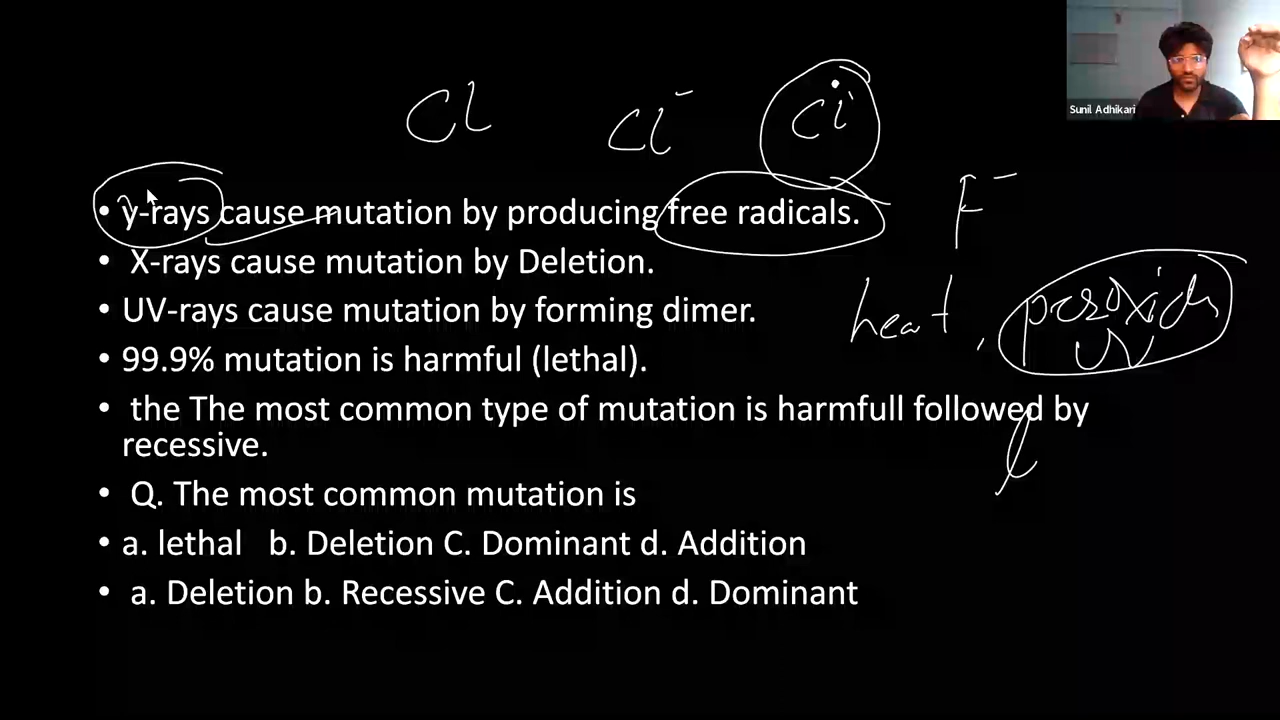 Sunil Adhikari
Cl Cl⁻ Cl•
• γ-rays cause mutation by producing free radicals.
F⁻
• X-rays cause mutation by Deletion.
• UV-rays cause mutation by forming dimer.
heat, peroxide
UV
• 99.9% mutation is harmful (lethal).
• the The most common type of mutation is harmfull followed by
recessive.
• Q. The most common mutation is
• a. lethal b. Deletion C. Dominant d. Addition
• a. Deletion b. Recessive C. Addition d. Dominant